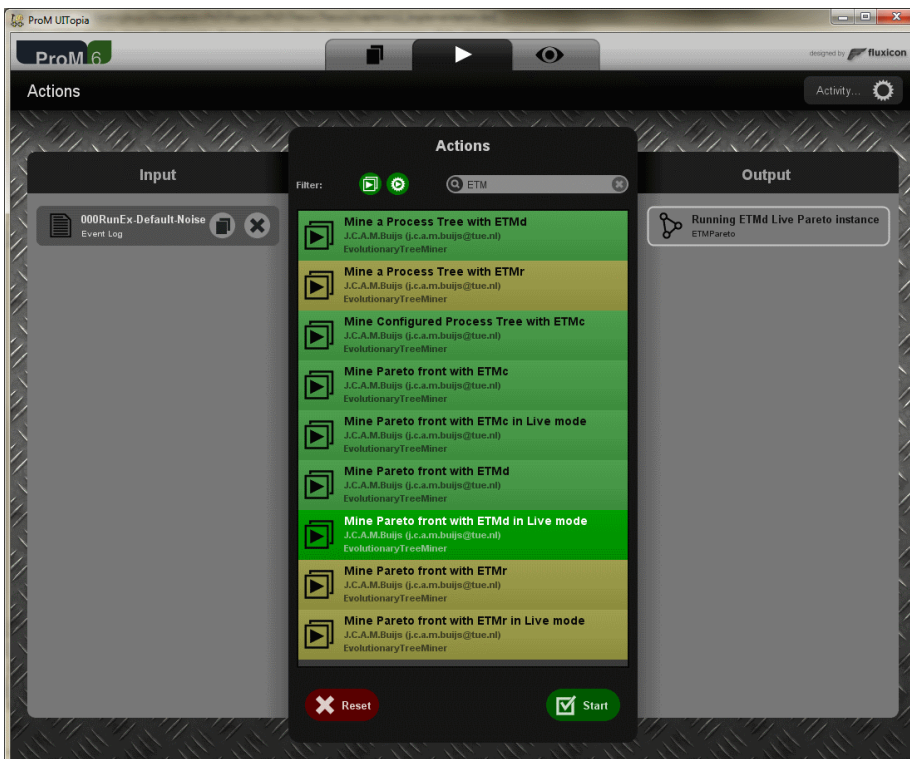 ProM UITopia
ProM 6
designed by fluxicon
Actions
Activity...
Input
000RunEx-Default-Noise
Event Log
Actions
Filter:
ETM
Mine a Process Tree with ETMd
J.C.A.M.Buijs (j.c.a.m.buijs@tue.nl)
EvolutionaryTreeMiner
Mine a Process Tree with ETMr
J.C.A.M.Buijs (j.c.a.m.buijs@tue.nl)
EvolutionaryTreeMiner
Mine Configured Process Tree with ETMc
J.C.A.M.Buijs (j.c.a.m.buijs@tue.nl)
EvolutionaryTreeMiner
Mine Pareto front with ETMc
J.C.A.M.Buijs (j.c.a.m.buijs@tue.nl)
EvolutionaryTreeMiner
Mine Pareto front with ETMc in Live mode
J.C.A.M.Buijs (j.c.a.m.buijs@tue.nl)
EvolutionaryTreeMiner
Mine Pareto front with ETMd
J.C.A.M.Buijs (j.c.a.m.buijs@tue.nl)
EvolutionaryTreeMiner
Mine Pareto front with ETMd in Live mode
J.C.A.M.Buijs (j.c.a.m.buijs@tue.nl)
EvolutionaryTreeMiner
Mine Pareto front with ETMr
J.C.A.M.Buijs (j.c.a.m.buijs@tue.nl)
EvolutionaryTreeMiner
Mine Pareto front with ETMr in Live mode
J.C.A.M.Buijs (j.c.a.m.buijs@tue.nl)
EvolutionaryTreeMiner
Reset
Start
Output
Running ETMd Live Pareto instance
ETMPareto